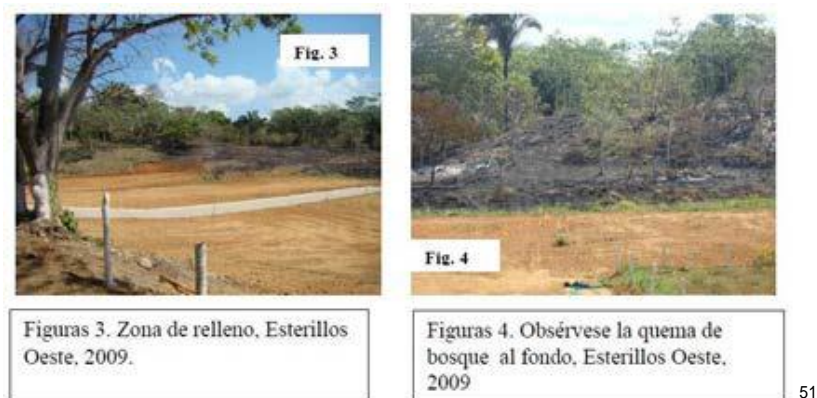 Fig. 3
Fig. 4
Figuras 3. Zona de relleno, Esterillos
Oeste, 2009.
Figuras 4. Obsérvese la quema de
bosque al fondo, Esterillos Oeste,
2009
51